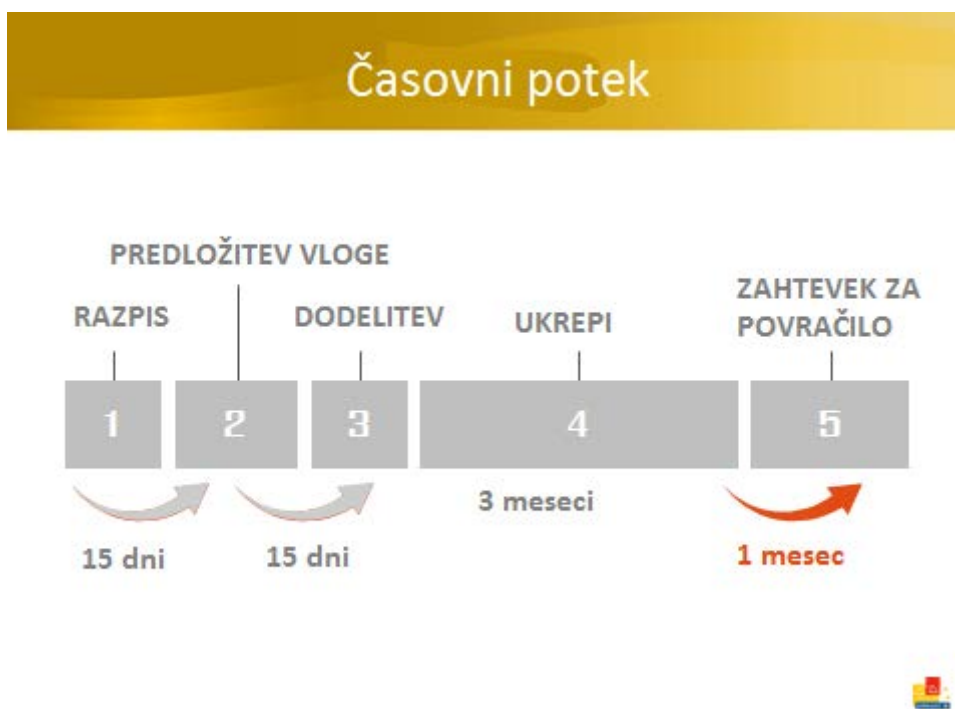 Časovni potek
PREDLOŽITEV VLOGE
RAZPIS
DODELITEV
UKREPI
ZAHTEVEK ZA
POVRAČILO
1
2
3
4
5
15 dni
15 dni
3 meseci
1 mesec